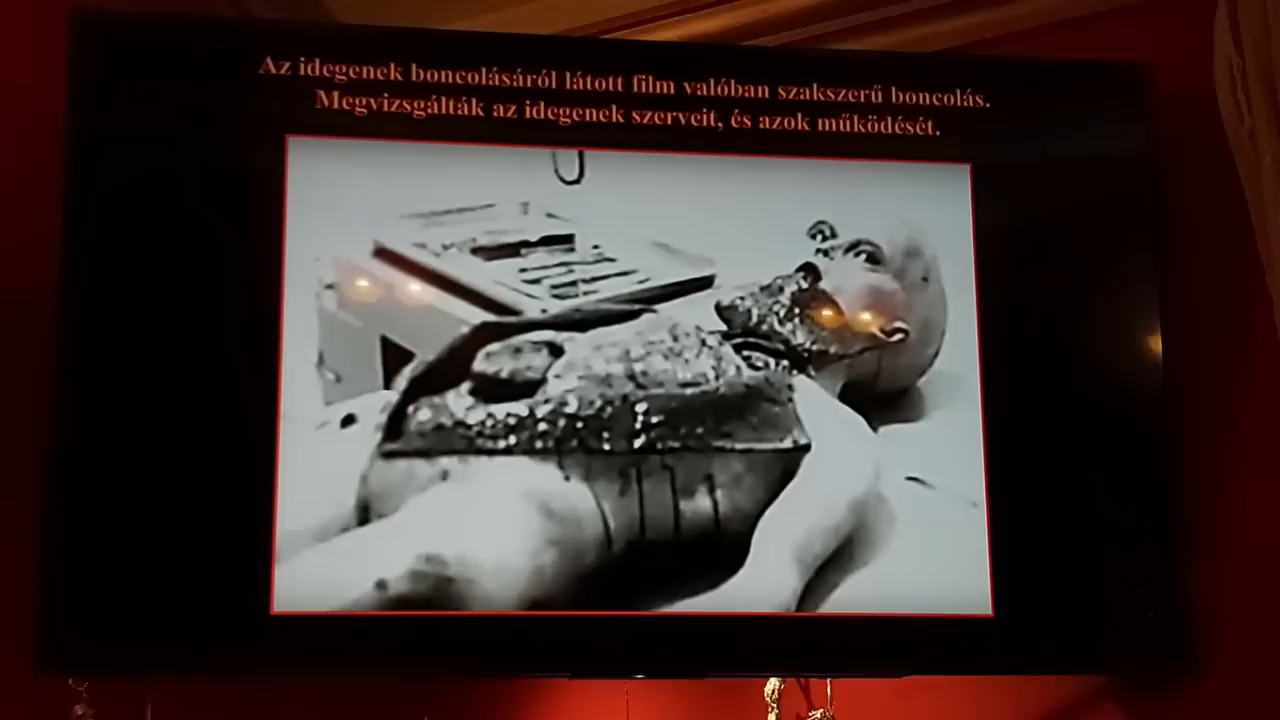 Az idegenek boncolásáról látott film valóban szakszerű boncolás.
Megvizsgálták az idegenek szerveit, és azok működését.